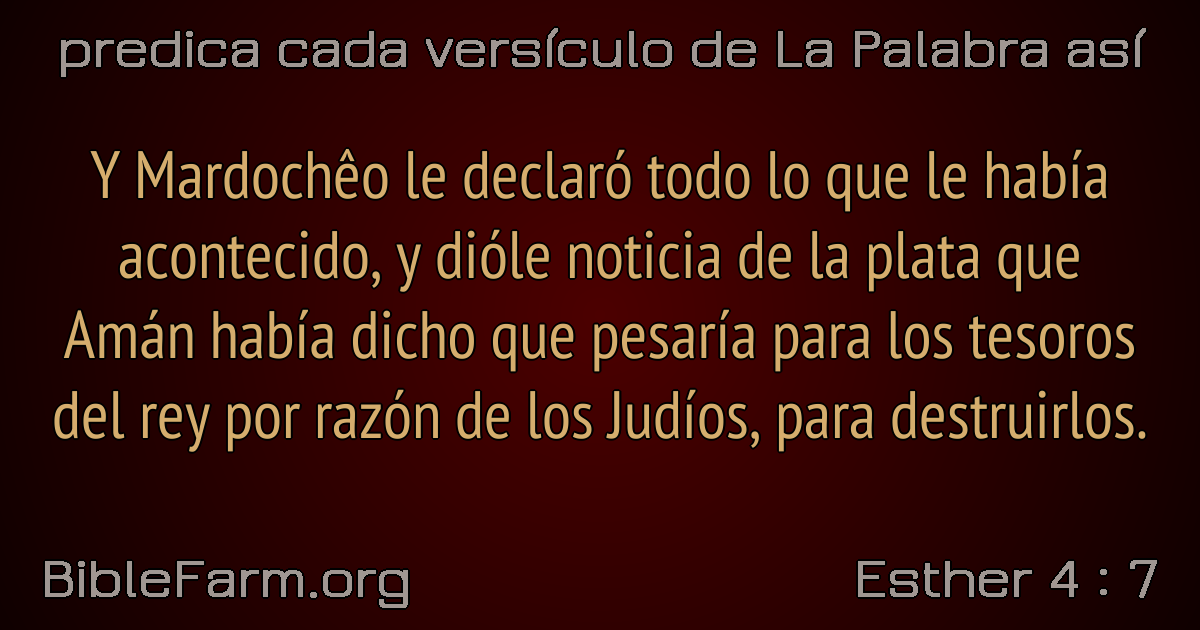 predica cada versículo de La Palabra así
Y Mardochêo le declaró todo lo que le había
acontecido, y dióle noticia de la plata que
Amán había dicho que pesaría para los tesoros
del rey por razón de los Judíos, para destruirlos.
BibleFarm.org
Esther 4 : 7